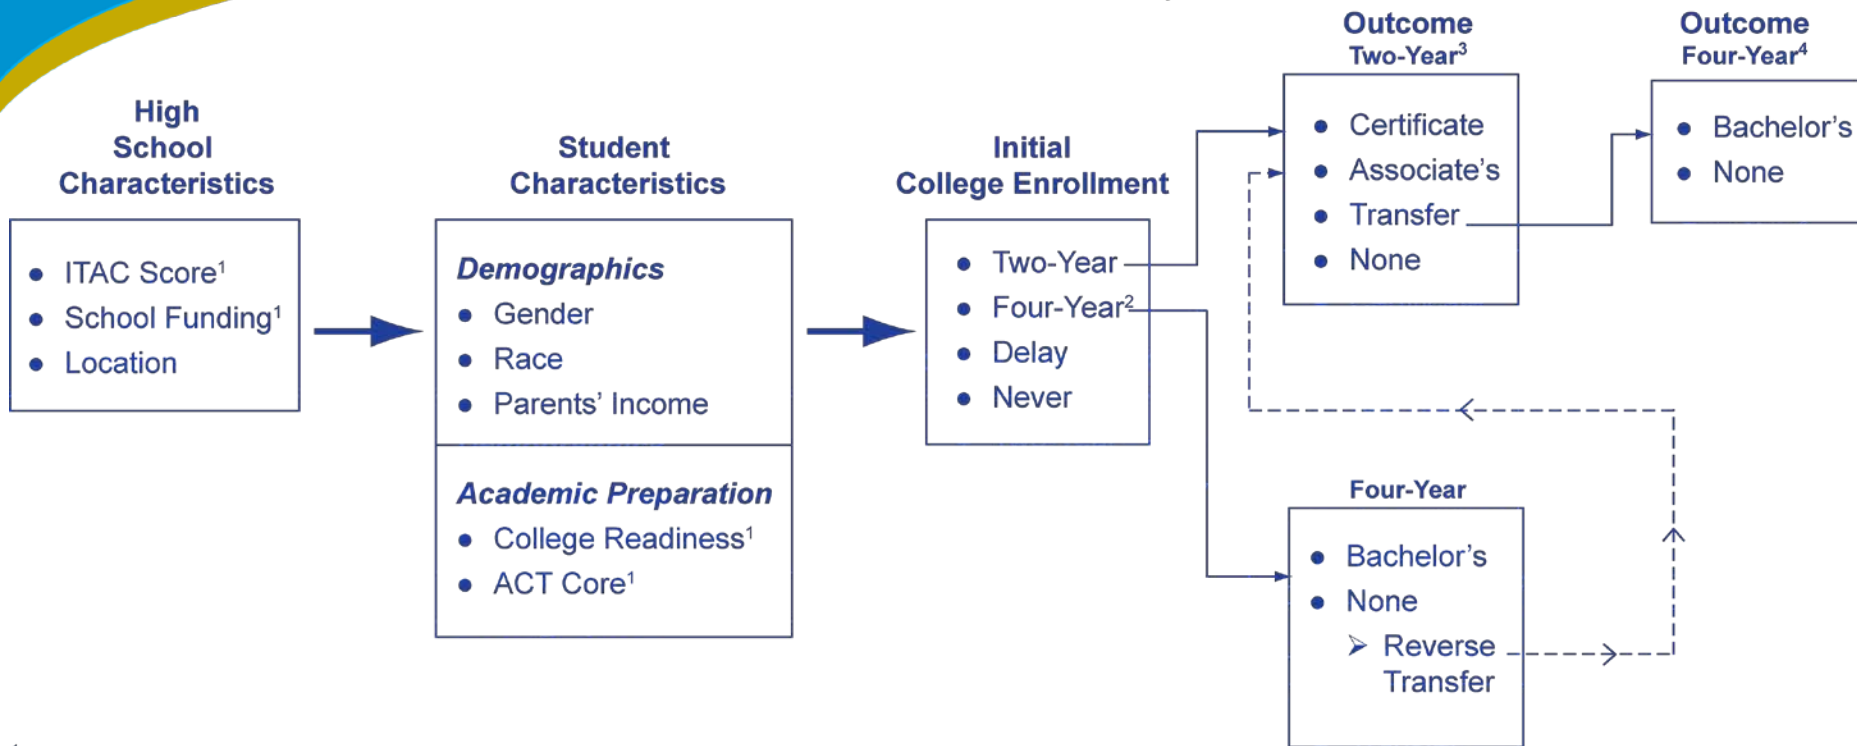 High
School
Characteristics
ITAC Score¹
School Funding¹
Location
Student
Characteristics
Demographics
Gender
Race
Parents' Income
Academic Preparation
College Readiness¹
ACT Core¹
Initial
College Enrollment
Two-Year
Four-Year²
Delay
Never
Outcome
Two-Year³
Certificate
Associate's
Transfer
None
Outcome
Four-Year⁴
Bachelor's
None
Four-Year
Bachelor's
None
Reverse
Transfer